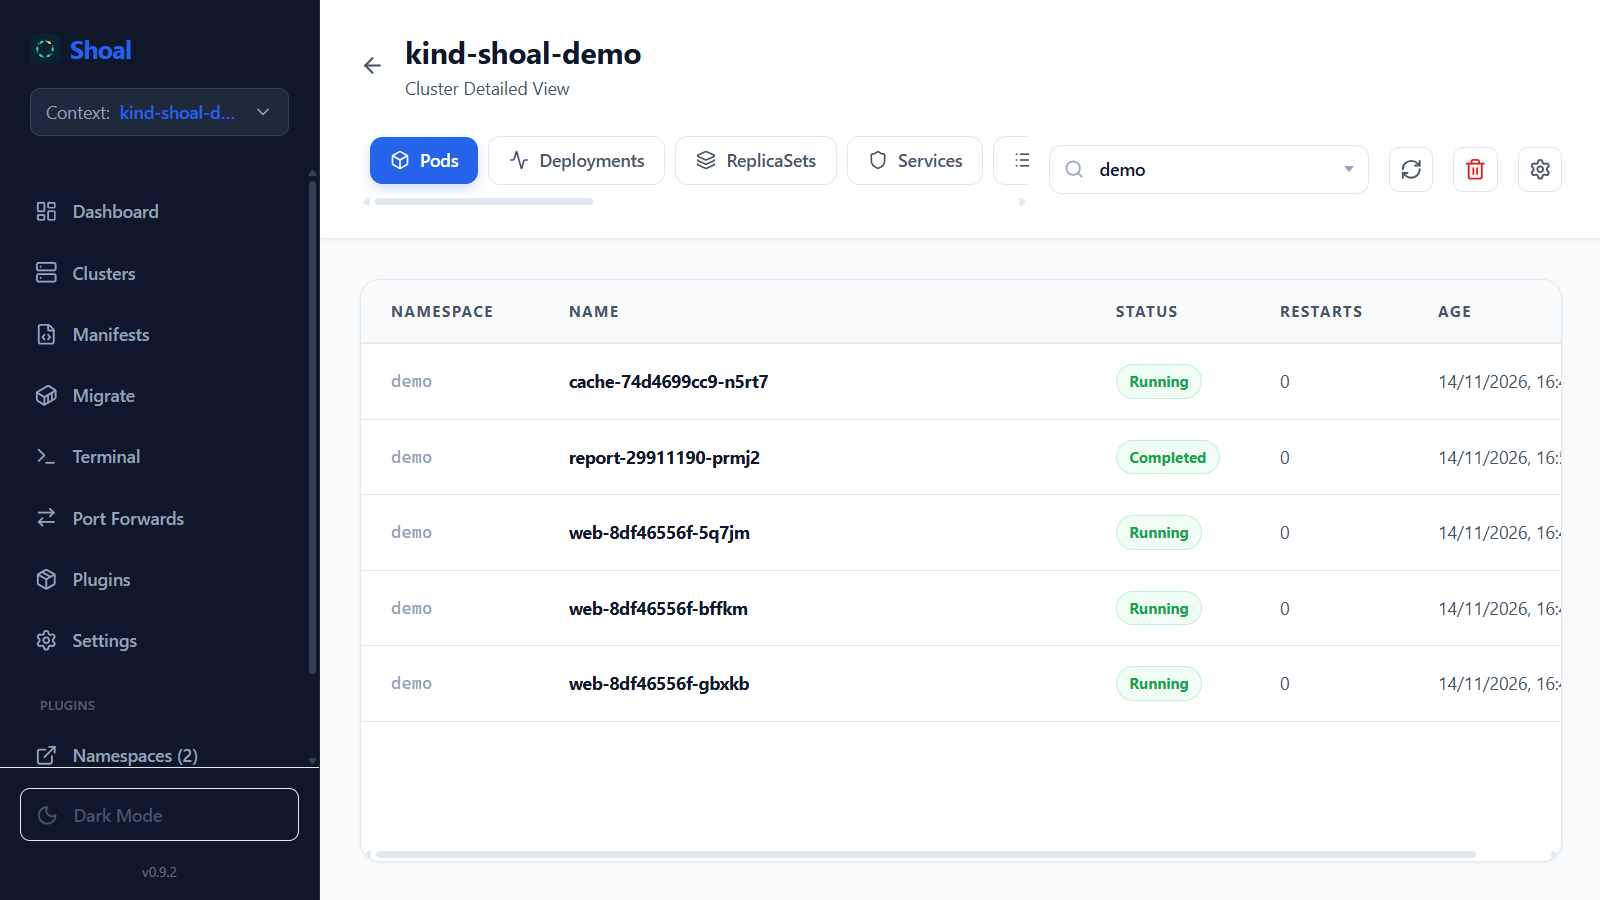 Shoal
Context: kind-shoal-d...
Dashboard
Clusters
Manifests
Migrate
Terminal
Port Forwards
Plugins
Settings
PLUGINS
Namespaces (2)
Dark Mode
v0.9.2
kind-shoal-demo
Cluster Detailed View
Pods Deployments ReplicaSets Services
demo
NAMESPACE NAME STATUS RESTARTS AGE
demo cache-74d4699cc9-n5rt7 Running 0 14/11/2026, 16:
demo report-29911190-prmj2 Completed 0 14/11/2026, 16:
demo web-8df46556f-5q7jm Running 0 14/11/2026, 16:
demo web-8df46556f-bffkm Running 0 14/11/2026, 16:
demo web-8df46556f-gbxkb Running 0 14/11/2026, 16: